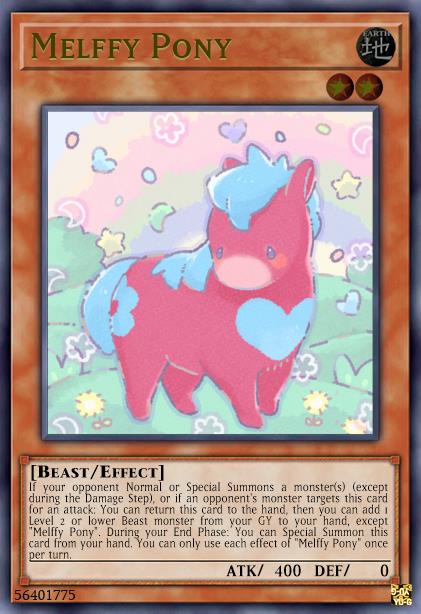 Melffy Pony
EARTH
地
[Beast/Effect]
If your opponent Normal or Special Summons a monster(s) (except
during the Damage Step), or if an opponent's monster targets this card
for an attack: You can return this card to the hand, then you can add 1
Level 2 or lower Beast monster from your GY to your hand, except
"Melffy Pony". During your End Phase: You can Special Summon this
card from your hand. You can only use each effect of "Melffy Pony" once
per turn.
ATK/ 400 DEF/ 0
56401775